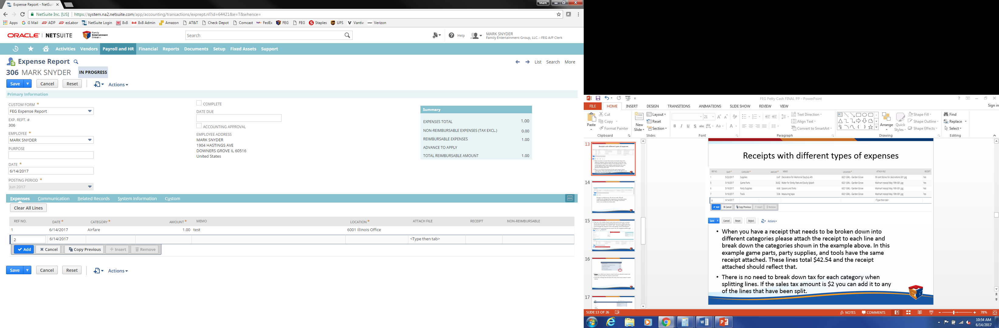 Expense Report - NetSuit
Mark
NetSuite Inc. [US] | https://system.na2.netsuite.com/app/accounting/transactions/exprept.nl?id=64421&e=T&whence=
Apps G Mail ADP ezLabor NetSuite Login 8x8 8x8 Admin Amazon AT&T Check Depot Comcast FedEx FEG FEG Staples UPS Vantiv Verizon
ORACLE | NETSUITE
Family Entertainment Group
Search
Help
MARK SNYDER
Family Entertainment Group, LLC. - FEG A/P Clerk
Activities Vendors Payroll and HR Financial Reports Documents Setup Fixed Assets Support
Expense Report
List Search More
306 MARK SNYDER IN PROGRESS
Save Cancel Reset Actions
Primary Information
CUSTOM FORM *
FEG Expense Report
EXP. REPT. #
306
EMPLOYEE *
MARK SNYDER
PURPOSE
DATE *
6/14/2017
POSTING PERIOD *
Jun 2017
COMPLETE
DATE DUE
ACCOUNTING APPROVAL
EMPLOYEE ADDRESS
MARK SNYDER
1904 HASTINGS AVE
DOWNERS GROVE IL 60516
United States
Summary
EXPENSES TOTAL 1.00
NON-REIMBURSABLE EXPENSES (TAX EXCL.) 0.00
REIMBURSABLE EXPENSES 1.00
ADVANCE TO APPLY
TOTAL REIMBURSABLE AMOUNT 1.00
Expenses Communication Related Records System Information Custom
Clear All Lines
REF NO. DATE * CATEGORY * AMOUNT * MEMO LOCATION * ATTACH FILE RECEIPT NON-REIMBURSABLE
1 6/14/2017 Airfare 1.00 test 6001 Illinois Office
2 6/14/2017 <Type then tab>
Add Cancel Copy Previous Insert Remove
Save Cancel Reset Actions
FEG Petty Cash FINAL PP - PowerPoint
FILE HOME INSERT DESIGN TRANSITIONS ANIMATIONS SLIDE SHOW REVIEW VIEW Sign in
Paste
Cut
Copy
Format Painter
Clipboard
New Slide
Layout
Reset
Section
Slides
21
B I U S abc AV Aa A
Font
Text Direction
Align Text
Convert to SmartArt
Paragraph
Arrange
Quick Styles
Shape Fill
Shape Outline
Shape Effects
Drawing
Find
Replace
Select
Editing
13
Receipts with different types of expenses
14
15
16
17
Receipts with different types of expenses
REF NO. DATE * CATEGORY * AMOUNT * MEMO LOCATION * ATTACH FILE RECEIPT
1 5/22/2017 Supplies 6.47 Decoration for Memorial Day/July 4th 6021 GWL - Garden Grove 99 cent Stores for decorations 001.jpg Yes
5 5/19/2017 Game Parts 34.82 Water for Stinky Feet and Ducky Splash 6021 GWL - Garden Grove Walmart receipt May 19th 001.jpg Yes
6 5/19/2017 Party Supplies 4.66 Spoons and forks 6021 GWL - Garden Grove Walmart receipt May 19th 001.jpg Yes
7 5/19/2017 Tools 3.06 Measuring tape 6021 GWL - Garden Grove Walmart receipt May 19th 001.jpg Yes
8 6/14/2017 <Type then tab>
Add Cancel Copy Previous Insert Remove
Save Cancel Reset Reject Actions
• When you have a receipt that needs to be broken down into
different categories please attach the receipt to each line and
break down the categories shown in the example above. In this
example game parts, party supplies, and tools have the same
receipt attached. These lines total $42.54 and the receipt
attached should reflect that.
• There is no need to break down tax for each category when
splitting lines. If the sales tax amount is $2 you can add it to any
of the lines that have been split.
SLIDE 13 OF 26 NOTES COMMENTS 78%
10:54 AM
6/14/2017